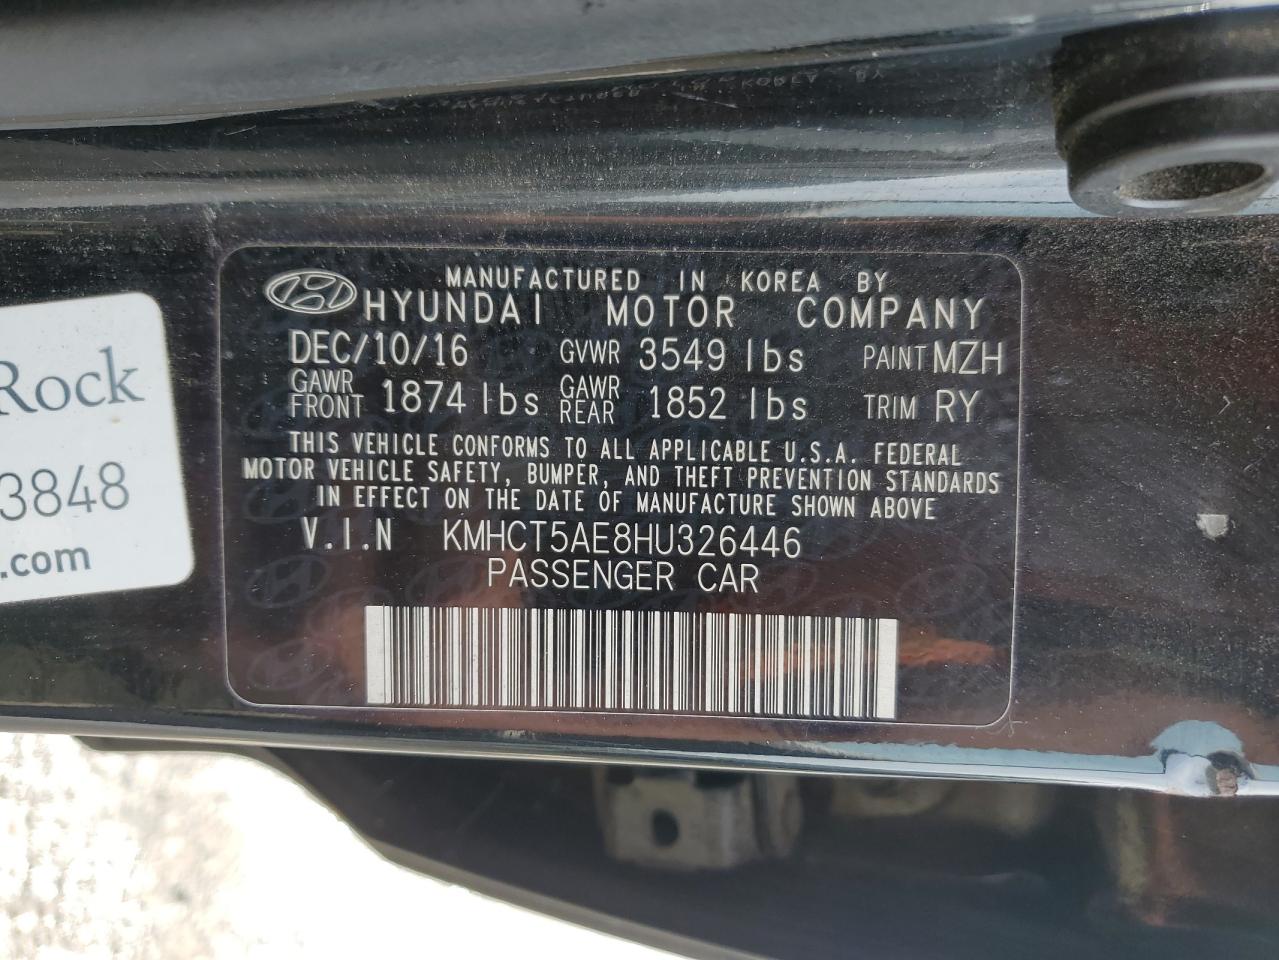 MANUFACTURED IN KOREA BY
HYUNDAI MOTOR COMPANY
DEC/10/16 GVWR 3549 lbs PAINT MZH
GAWR FRONT 1874 lbs GAWR REAR 1852 lbs TRIM RY
THIS VEHICLE CONFORMS TO ALL APPLICABLE U.S.A. FEDERAL
MOTOR VEHICLE SAFETY, BUMPER, AND THEFT PREVENTION STANDARDS
IN EFFECT ON THE DATE OF MANUFACTURE SHOWN ABOVE
V.I.N KMHCT5AE8HU326446
PASSENGER CAR
Rock
3848
.com